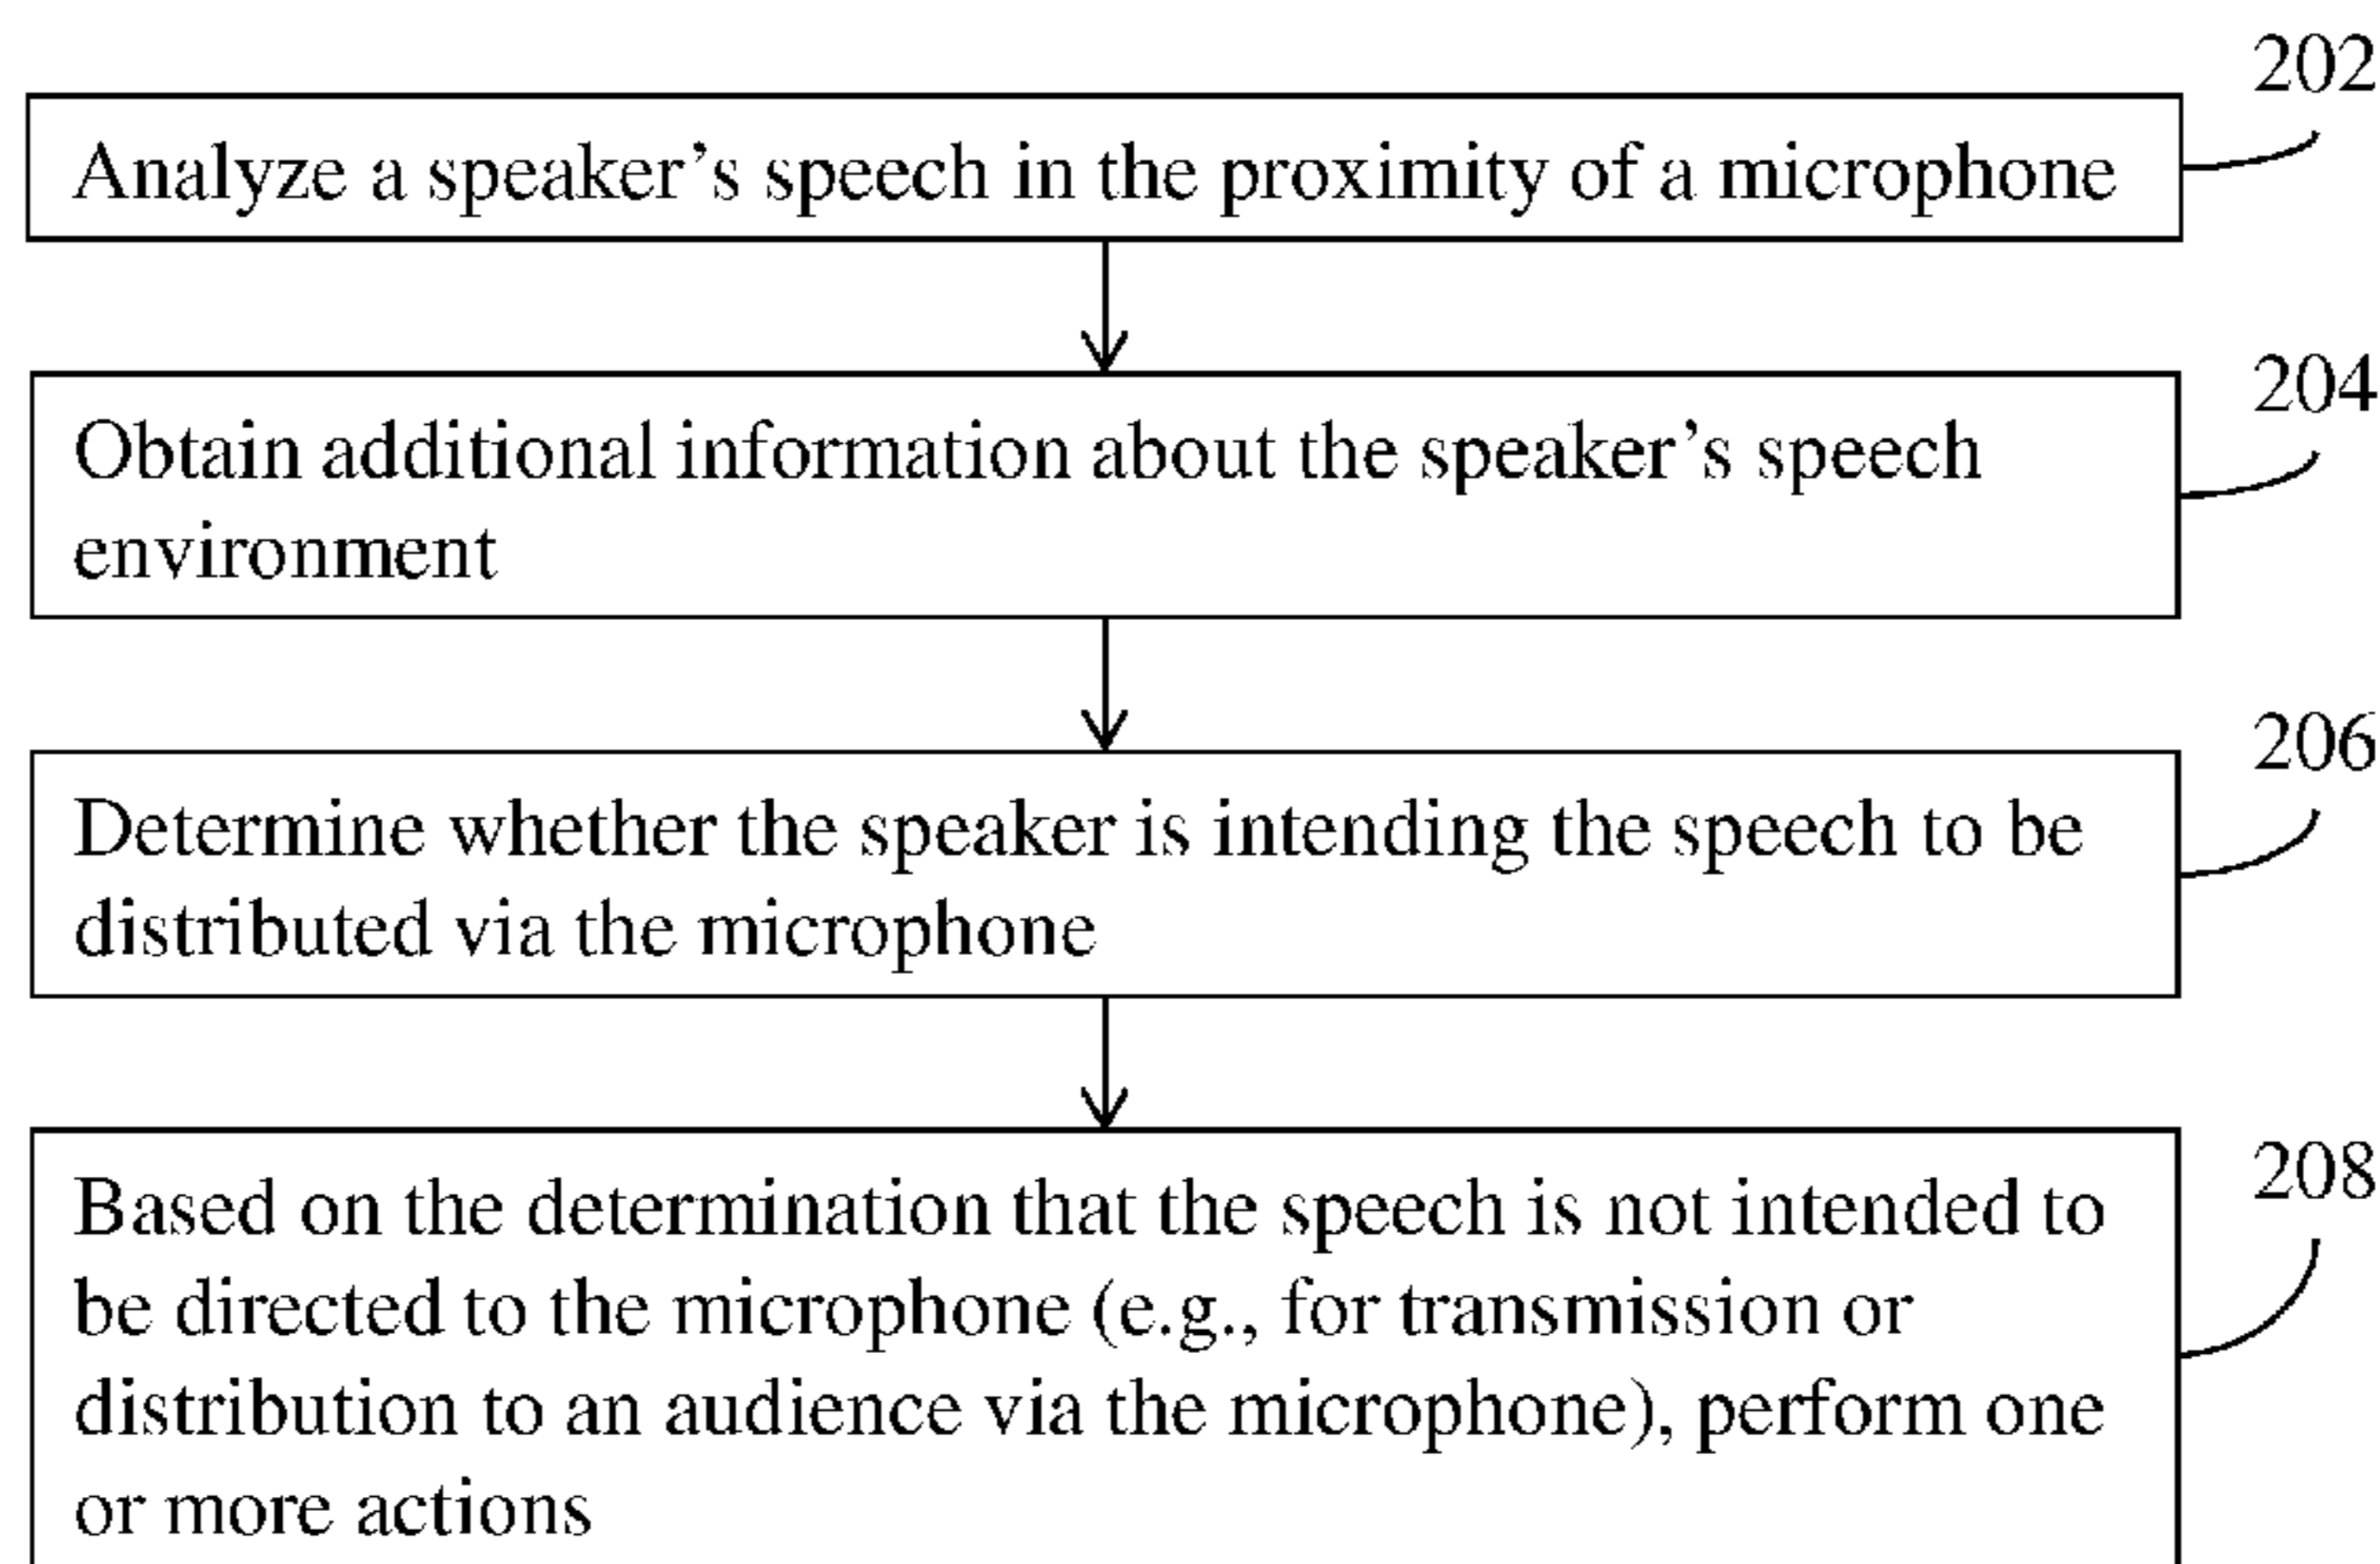 202
Analyze a speaker's speech in the proximity of a microphone
204
Obtain additional information about the speaker's speech
environment
206
Determine whether the speaker is intending the speech to be
distributed via the microphone
208
Based on the determination that the speech is not intended to
be directed to the microphone (e.g., for transmission or
distribution to an audience via the microphone), perform one
or more actions